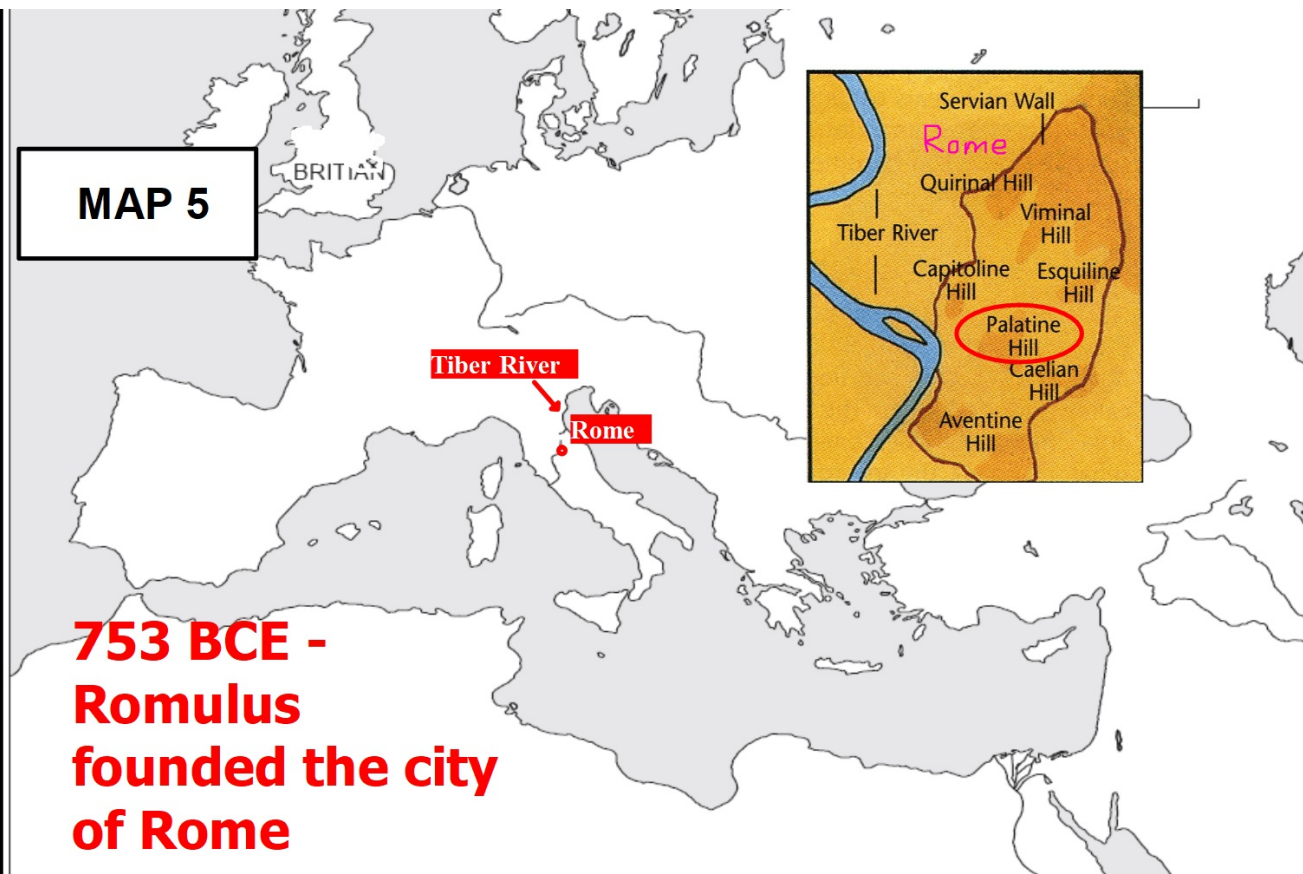 MAP 5
BRITIAN
Tiber River
Rome
753 BCE -
Romulus
founded the city
of Rome
Servian Wall
Rome
Quirinal Hill
Viminal
Hill
Tiber River
Capitoline
Hill
Esquiline
Hill
Palatine
Hill
Caelian
Hill
Aventine
Hill